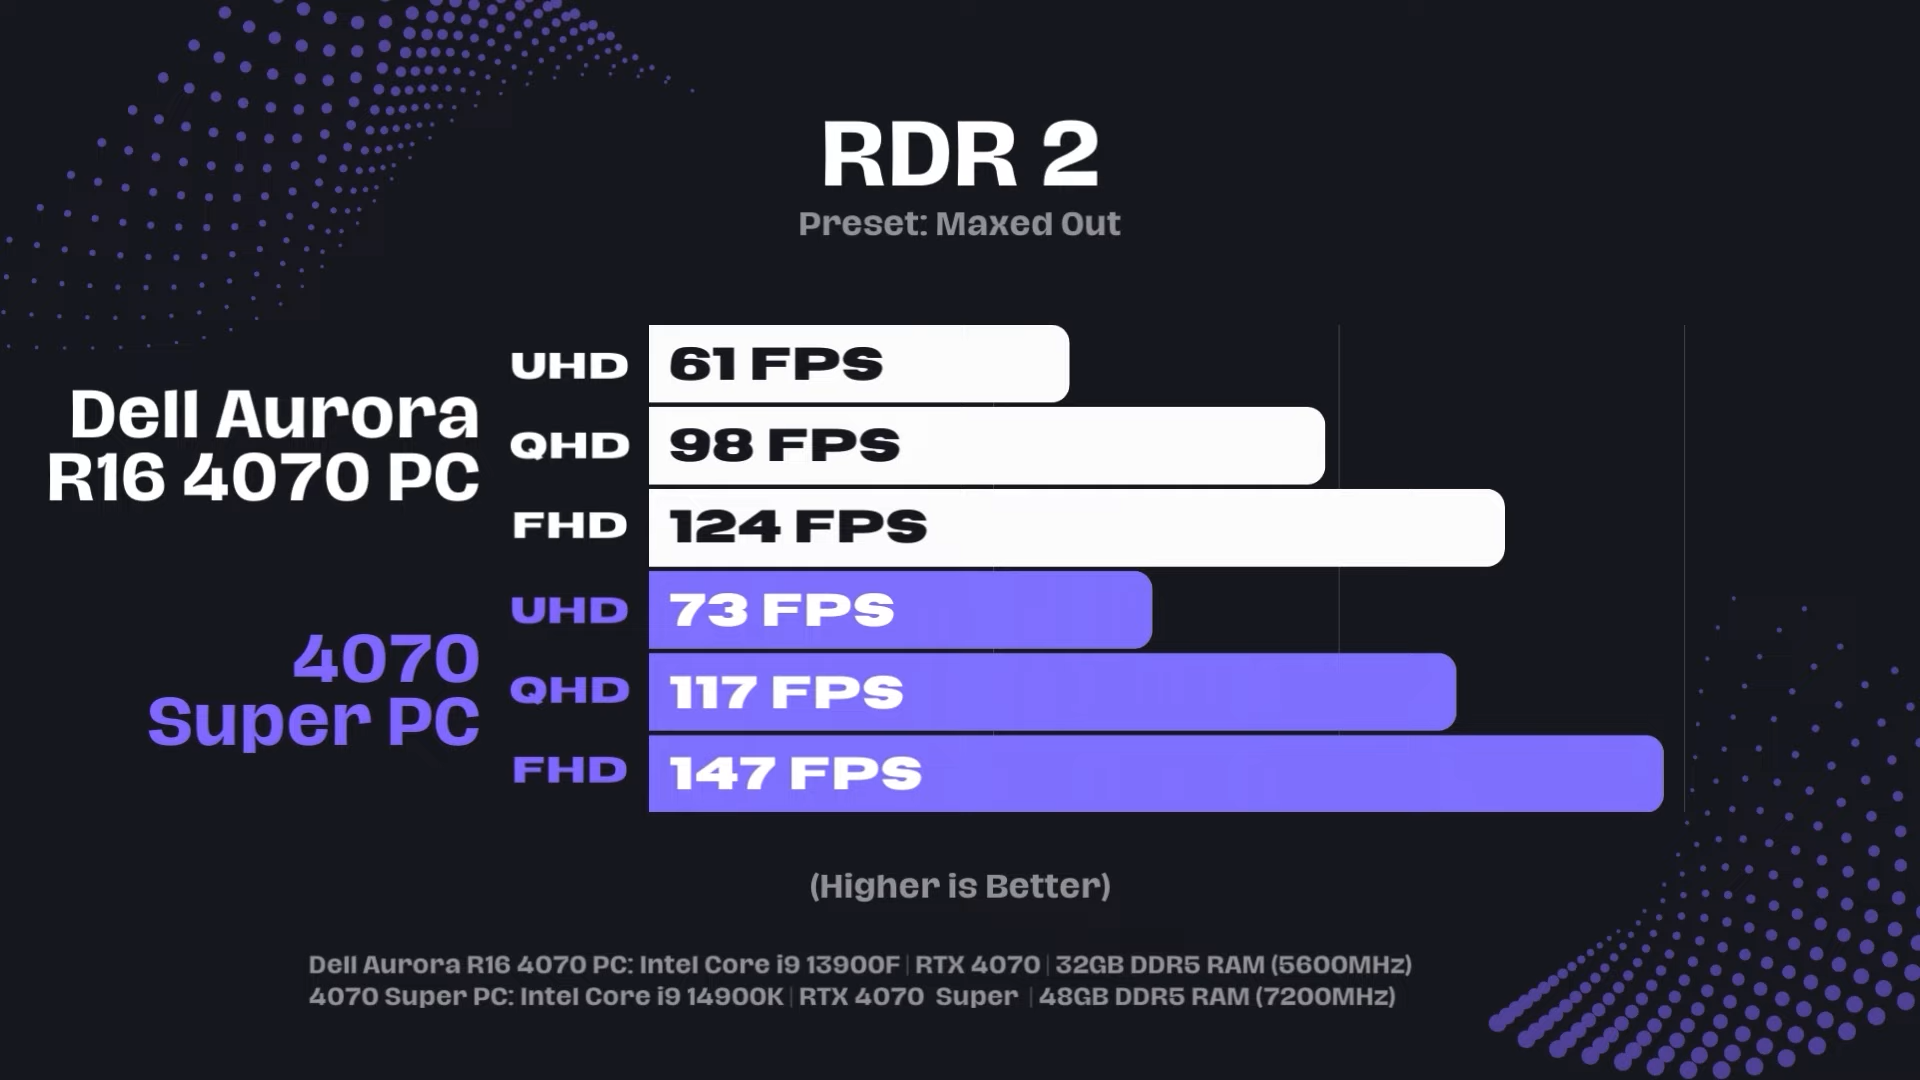 RDR 2
Preset: Maxed Out
Dell Aurora
R16 4070 PC
UHD 61 FPS
QHD 98 FPS
FHD 124 FPS
4070
Super PC
UHD 73 FPS
QHD 117 FPS
FHD 147 FPS
(Higher is Better)
Dell Aurora R16 4070 PC: Intel Core i9 13900F | RTX 4070 | 32GB DDR5 RAM (5600MHz)
4070 Super PC: Intel Core i9 14900K | RTX 4070 Super | 48GB DDR5 RAM (7200MHz)